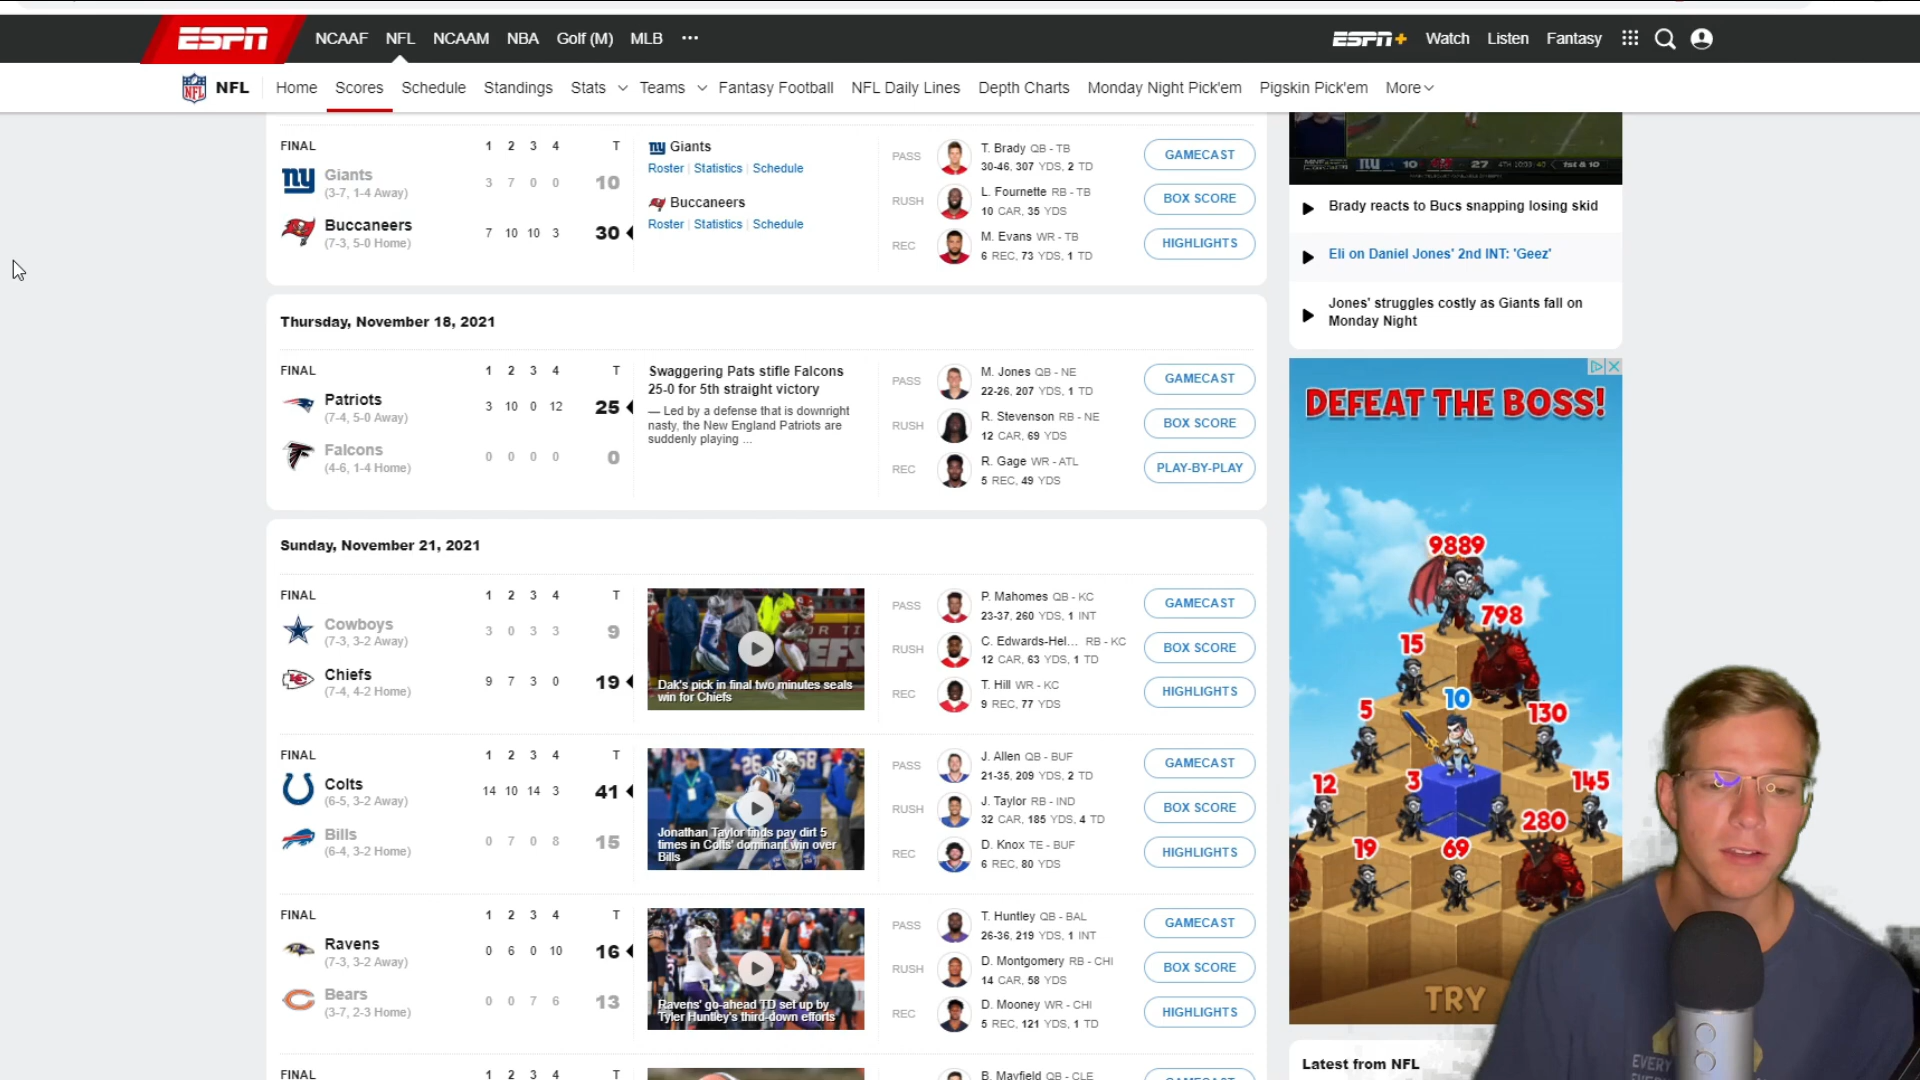 ESPN NCAAF NFL NCAAM NBA Golf (M) MLB ... ESPN+ Watch Listen Fantasy
NFL NFL Home Scores Schedule Standings Stats Teams Fantasy Football NFL Daily Lines Depth Charts Monday Night Pick'em Pigskin Pick'em More
FINAL 1 2 3 4 T
ny Giants 3 7 0 0 10
(3-7, 1-4 Away)
Buccaneers 7 10 10 3 30
(7-3, 5-0 Home)
ny Giants
Roster | Statistics | Schedule
Buccaneers
Roster | Statistics | Schedule
PASS T. Brady QB - TB
30-46, 307 YDS, 2 TD
RUSH L. Fournette RB - TB
10 CAR, 35 YDS
REC M. Evans WR - TB
6 REC, 73 YDS, 1 TD
GAMECAST
BOX SCORE
HIGHLIGHTS
Thursday, November 18, 2021
FINAL 1 2 3 4 T
Patriots 3 10 0 12 25
(7-4, 5-0 Away)
Falcons 0 0 0 0 0
(4-6, 1-4 Home)
Swaggering Pats stifle Falcons
25-0 for 5th straight victory
— Led by a defense that is downright
nasty, the New England Patriots are
suddenly playing ...
PASS M. Jones QB - NE
22-26, 207 YDS, 1 TD
RUSH R. Stevenson RB - NE
12 CAR, 69 YDS
REC R. Gage WR - ATL
5 REC, 49 YDS
GAMECAST
BOX SCORE
PLAY-BY-PLAY
Sunday, November 21, 2021
FINAL 1 2 3 4 T
Cowboys 3 0 3 3 9
(7-3, 3-2 Away)
Chiefs 9 7 3 0 19
(7-4, 4-2 Home)
Dak's pick in final two minutes seals
win for Chiefs
PASS P. Mahomes QB - KC
23-37, 260 YDS, 1 INT
RUSH C. Edwards-Hel... RB - KC
12 CAR, 63 YDS, 1 TD
REC T. Hill WR - KC
9 REC, 77 YDS
GAMECAST
BOX SCORE
HIGHLIGHTS
FINAL 1 2 3 4 T
Colts 14 10 14 3 41
(6-5, 3-2 Away)
Bills 0 7 0 8 15
(6-4, 3-2 Home)
Jonathan Taylor finds pay dirt 5
times in Colts' dominant win over
Bills
PASS J. Allen QB - BUF
21-35, 209 YDS, 2 TD
RUSH J. Taylor RB - IND
32 CAR, 185 YDS, 4 TD
REC D. Knox TE - BUF
6 REC, 80 YDS
GAMECAST
BOX SCORE
HIGHLIGHTS
FINAL 1 2 3 4 T
Ravens 0 6 0 10 16
(7-3, 3-2 Away)
Bears 0 0 7 6 13
(3-7, 2-3 Home)
Ravens' go-ahead TD set up by
Tyler Huntley's third-down efforts
PASS T. Huntley QB - BAL
26-36, 219 YDS, 1 INT
RUSH D. Montgomery RB - CHI
14 CAR, 58 YDS
REC D. Mooney WR - CHI
5 REC, 121 YDS, 1 TD
GAMECAST
BOX SCORE
HIGHLIGHTS
FINAL 1 2 3 4 T
B. Mayfield QB - CLE
GAMECAST
ny 10 27 4TH 1st & 10
Brady reacts to Bucs snapping losing skid
Eli on Daniel Jones' 2nd INT: 'Geez'
Jones' struggles costly as Giants fall on
Monday Night
DEFEAT THE BOSS!
9889
798
15
10
5
130
12
3
145
280
19
69
TRY
Latest from NFL
EVERY